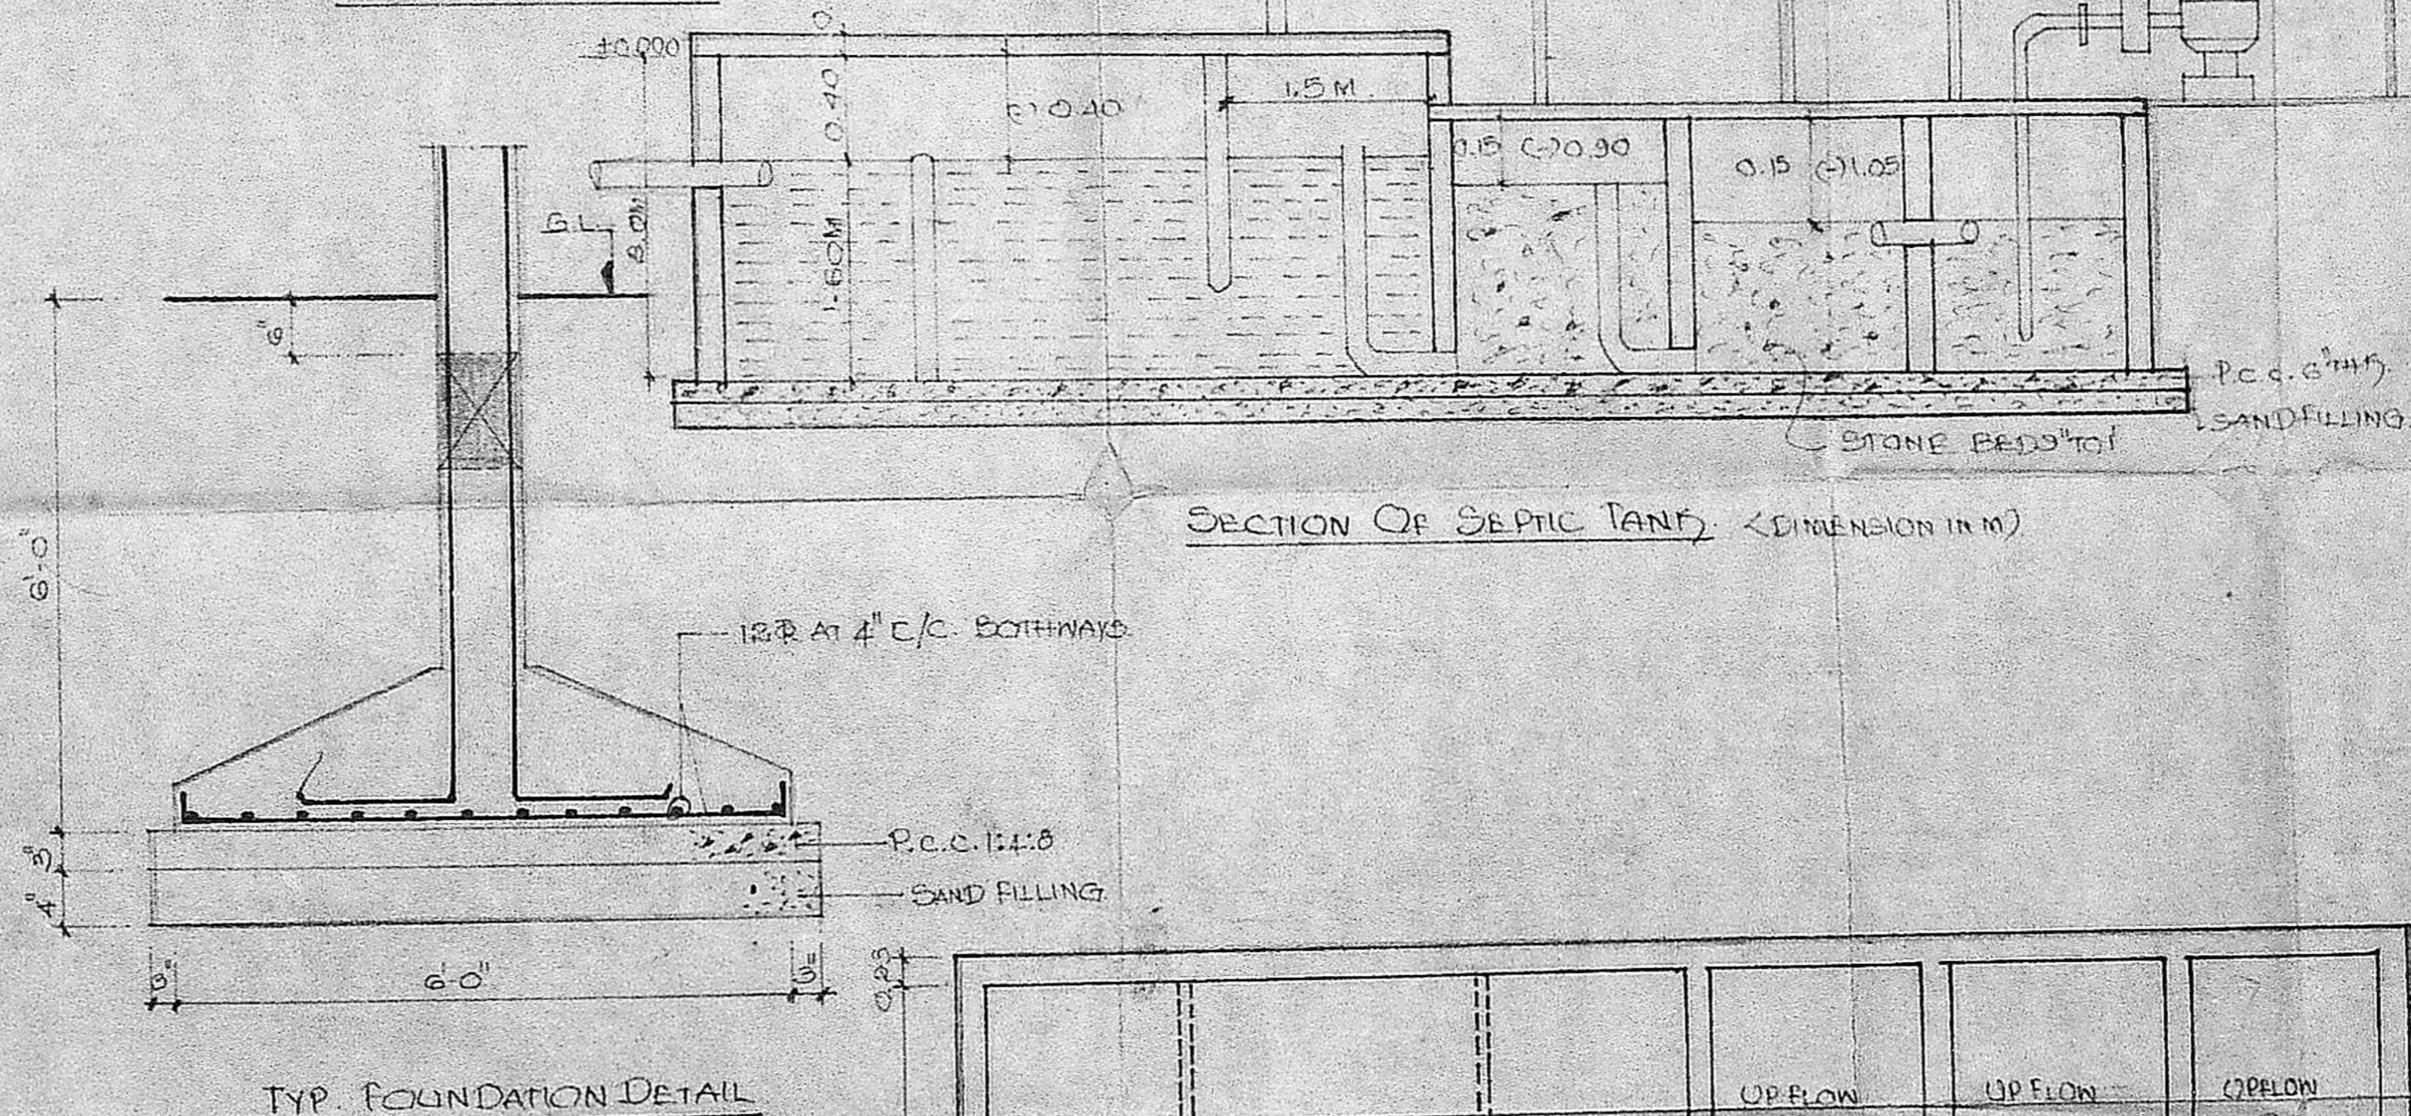 ±0.000
0.40
(-) 0.40
1.5 M.
0.15 (-) 0.90
0.15 (-) 1.05
G.L.
1.60M
6"
P.C.C. 6" THK.
SAND FILLING
STONE BED 9" TO 1'
SECTION OF SEPTIC TANK. (DIMENSION IN M)
6'-0"
AT 4" C/C. BOTHWAYS.
P.C.C. 1:4:8
3"
SAND FILLING
4"
3"
6'-0"
3"
0.23
TYP. FOUNDATION DETAIL
UP FLOW
UP FLOW
UPFLOW